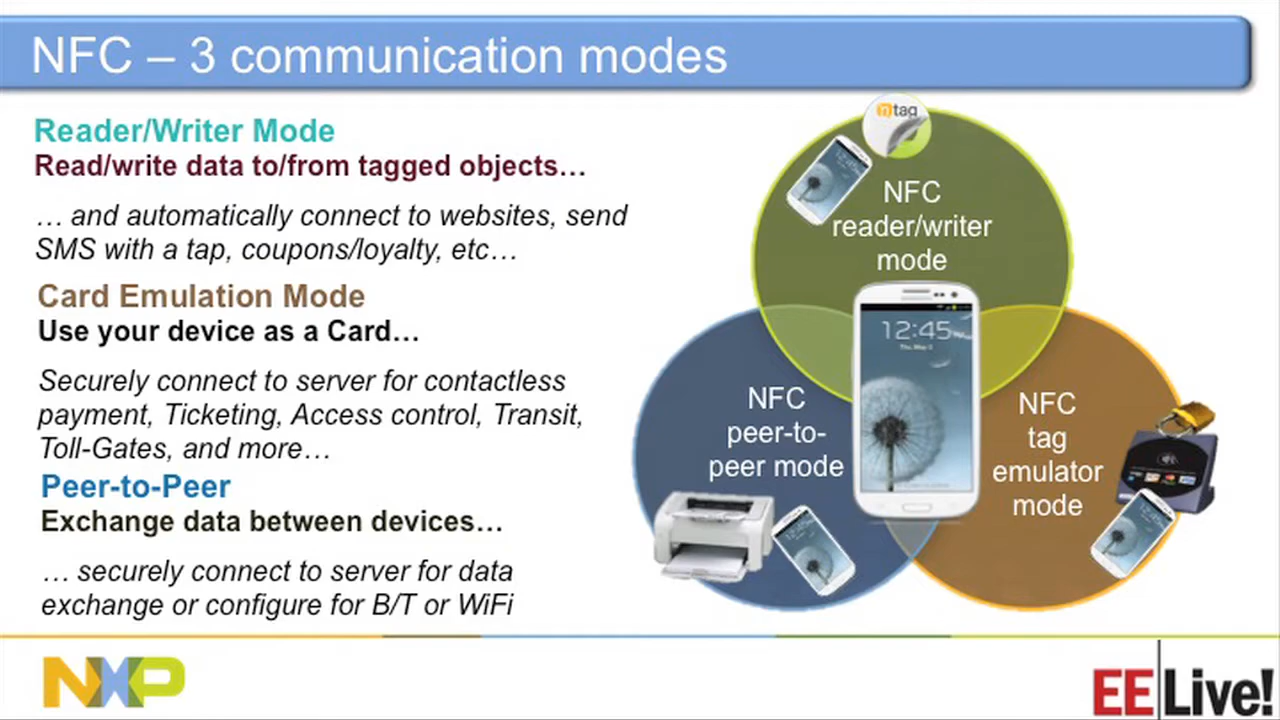 NFC – 3 communication modes
Reader/Writer Mode
Read/write data to/from tagged objects…
… and automatically connect to websites, send
SMS with a tap, coupons/loyalty, etc…
Card Emulation Mode
Use your device as a Card…
Securely connect to server for contactless
payment, Ticketing, Access control, Transit,
Toll-Gates, and more…
Peer-to-Peer
Exchange data between devices…
… securely connect to server for data
exchange or configure for B/T or WiFi
ntag
NFC
reader/writer
mode
12:45
NFC
peer-to-
peer mode
NFC
tag
emulator
mode
NXP
EE Live!